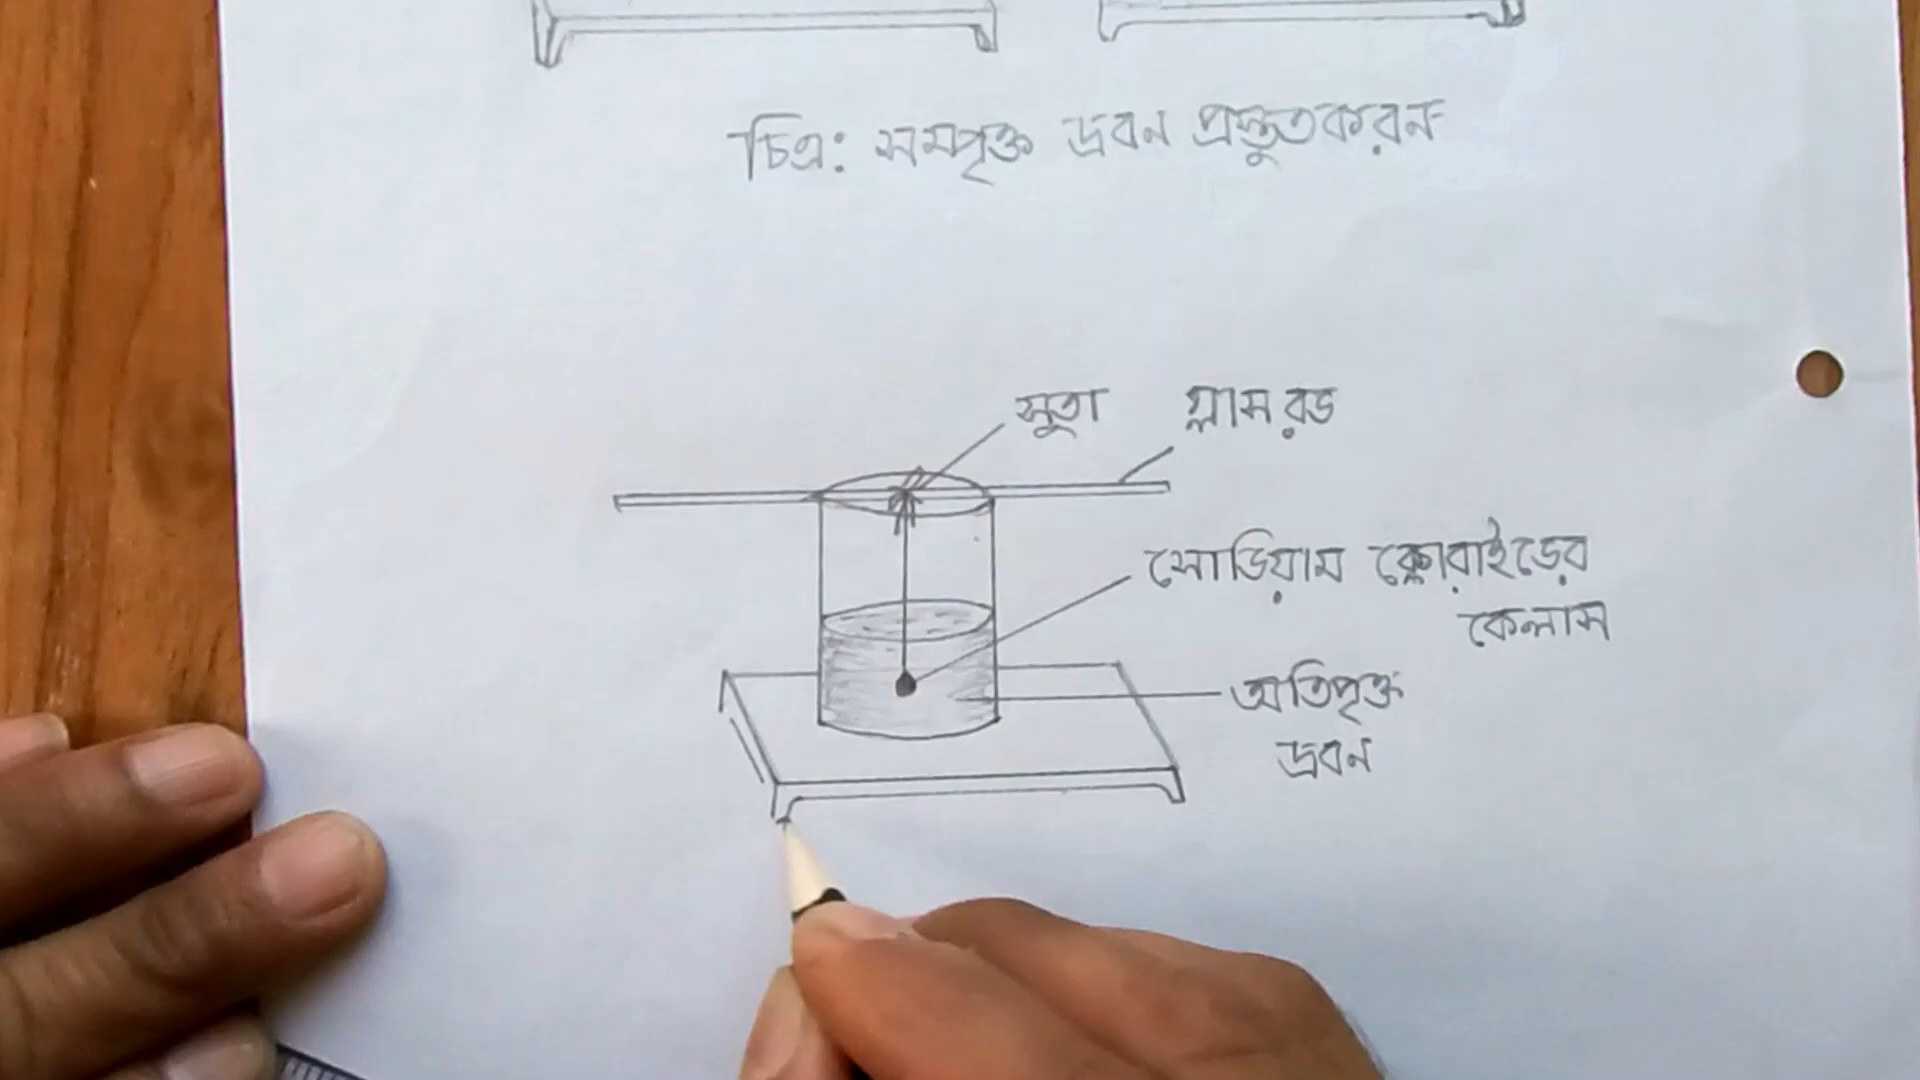 চিত্র: সমপৃক্ত দ্রবন প্রস্তুতকরন
সুতা
গ্লাস রড
সোডিয়াম ক্লোরাইডের
কেলাস
অতিপৃক্ত
দ্রবন